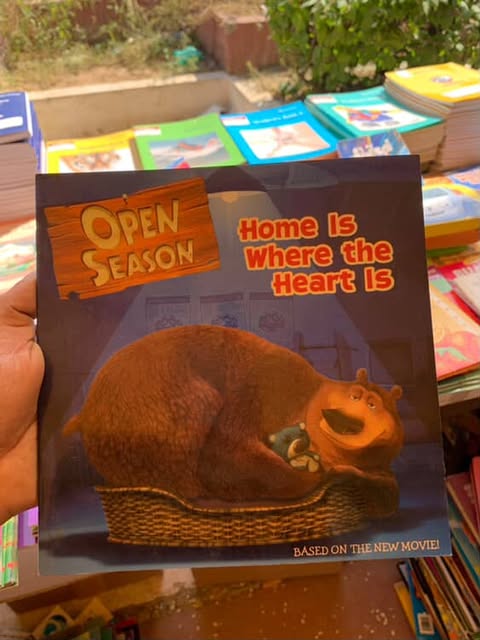 OPEN
SEASON
Home Is
Where the
Heart Is
BASED ON THE NEW MOVIE!